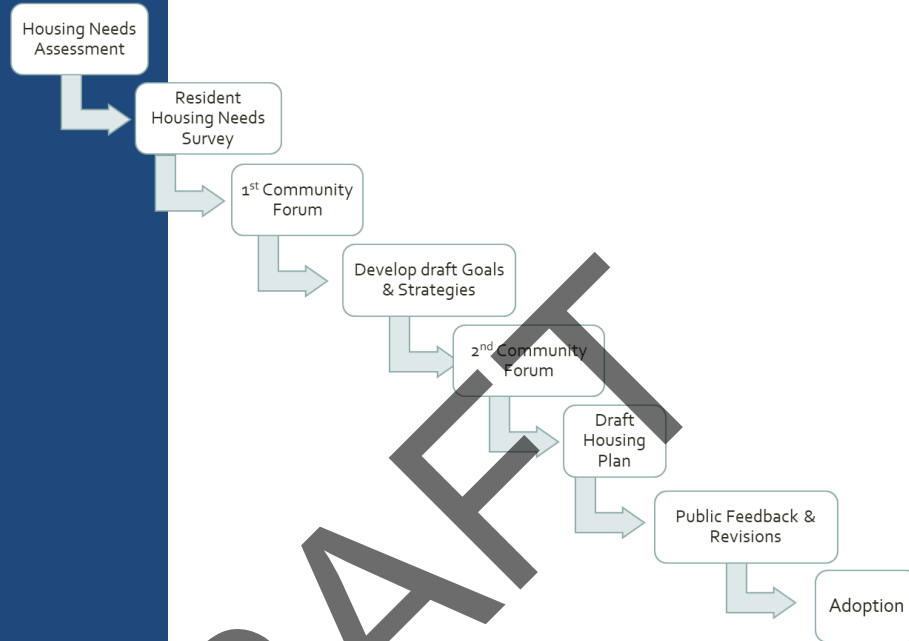 Housing Needs
Assessment
Resident
Housing Needs
Survey
1st Community
Forum
Develop draft Goals
& Strategies
2nd Community
Forum
Draft
Housing
Plan
Public Feedback &
Revisions
Adoption
RAFT